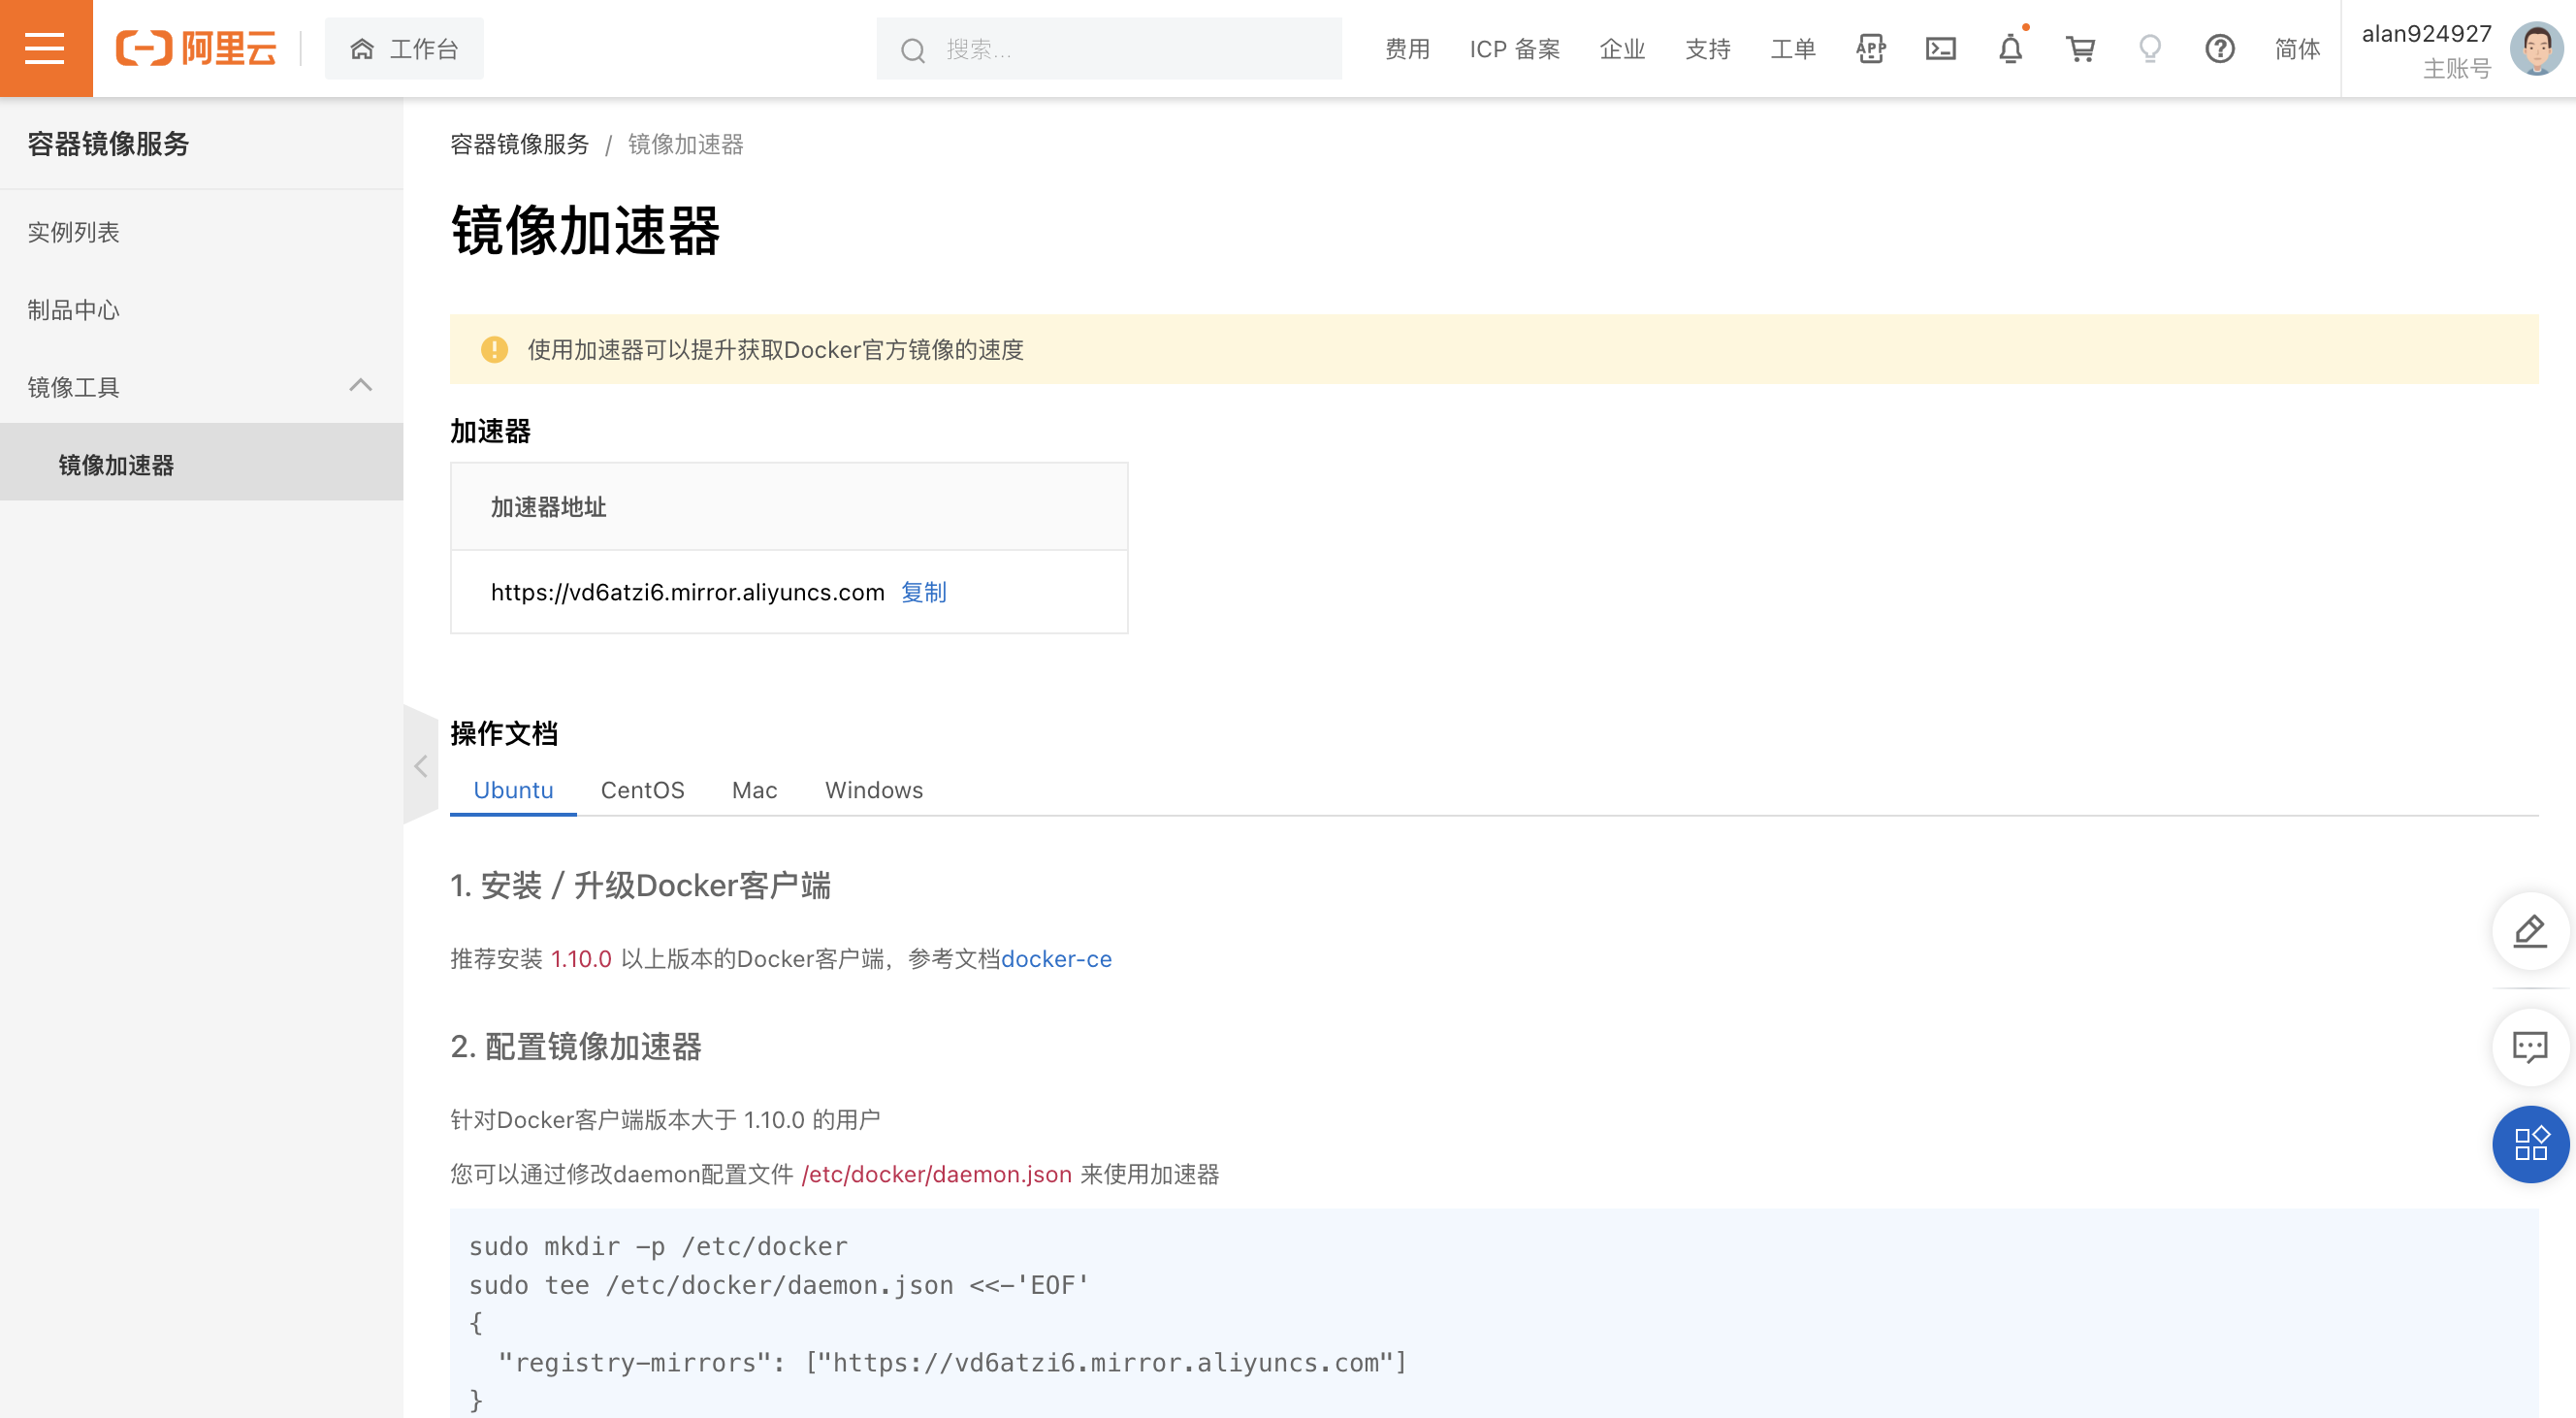 阿里云
工作台
搜索...
费用
ICP 备案
企业
支持
工单
APP
简体
alan924927
主账号
容器镜像服务
实例列表
制品中心
镜像工具
镜像加速器
容器镜像服务 / 镜像加速器
镜像加速器
使用加速器可以提升获取Docker官方镜像的速度
加速器
加速器地址
https://vd6atzi6.mirror.aliyuncs.com 复制
操作文档
Ubuntu CentOS Mac Windows
1. 安装 / 升级Docker客户端
推荐安装 1.10.0 以上版本的Docker客户端，参考文档docker-ce
2. 配置镜像加速器
针对Docker客户端版本大于 1.10.0 的用户
您可以通过修改daemon配置文件 /etc/docker/daemon.json 来使用加速器
sudo mkdir -p /etc/docker
sudo tee /etc/docker/daemon.json <<-'EOF'
{
  "registry-mirrors": ["https://vd6atzi6.mirror.aliyuncs.com"]
}